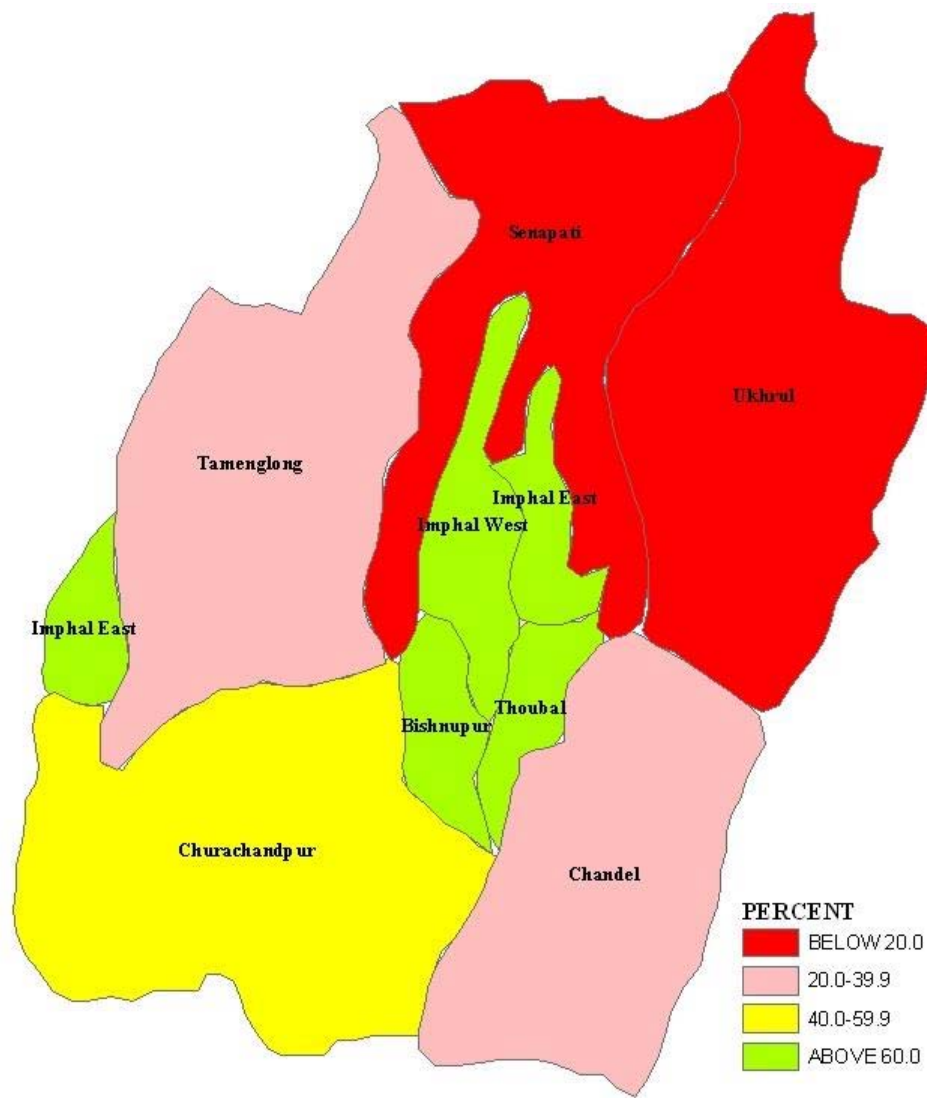 Senapati
Ukhrul
Tamenglong
Imphal East
Imphal West
Imphal East
Thoubal
Bishnupur
Churachandpur
Chandel
PERCENT
BELOW 20.0
20.0-39.9
40.0-59.9
ABOVE 60.0